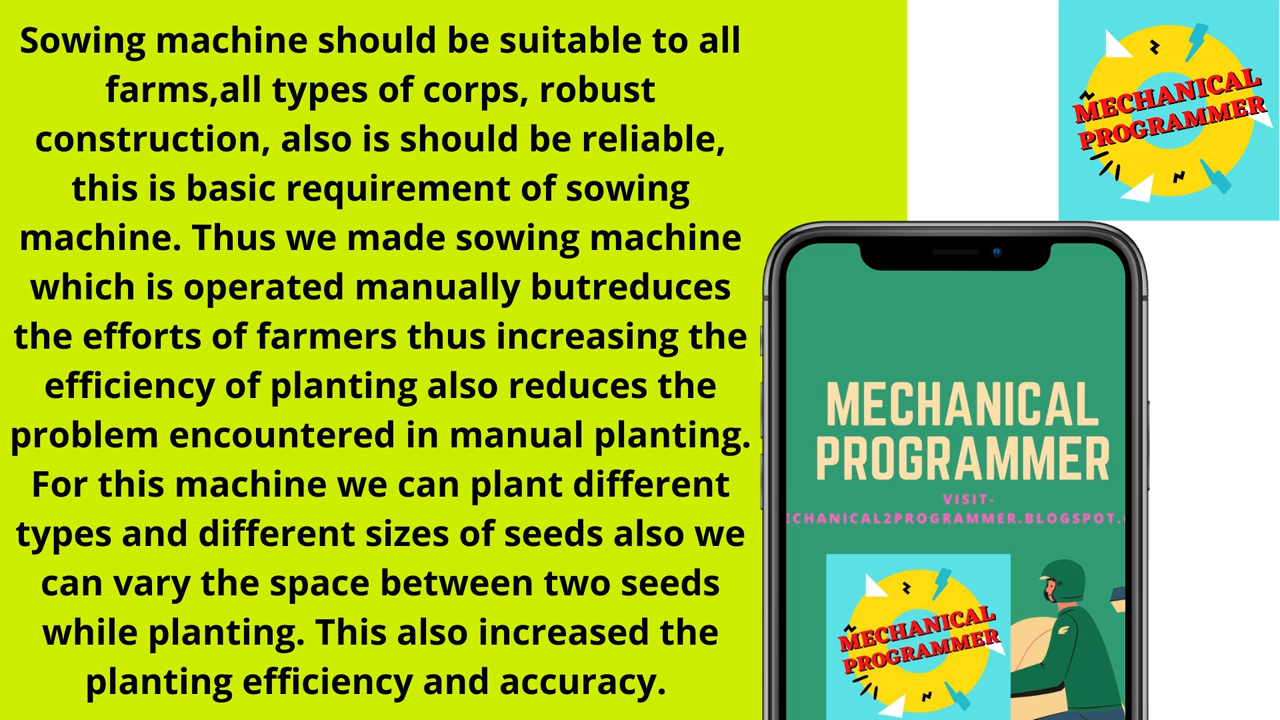 Sowing machine should be suitable to all
farms,all types of corps, robust
construction, also is should be reliable,
this is basic requirement of sowing
machine. Thus we made sowing machine
which is operated manually butreduces
the efforts of farmers thus increasing the
efficiency of planting also reduces the
problem encountered in manual planting.
For this machine we can plant different
types and different sizes of seeds also we
can vary the space between two seeds
while planting. This also increased the
planting efficiency and accuracy.
MECHANICAL
PROGRAMMER
MECHANICAL
PROGRAMMER
VISIT-
ECHANICAL2PROGRAMMER.BLOGSPOT.
MECHANICAL
PROGRAMMER